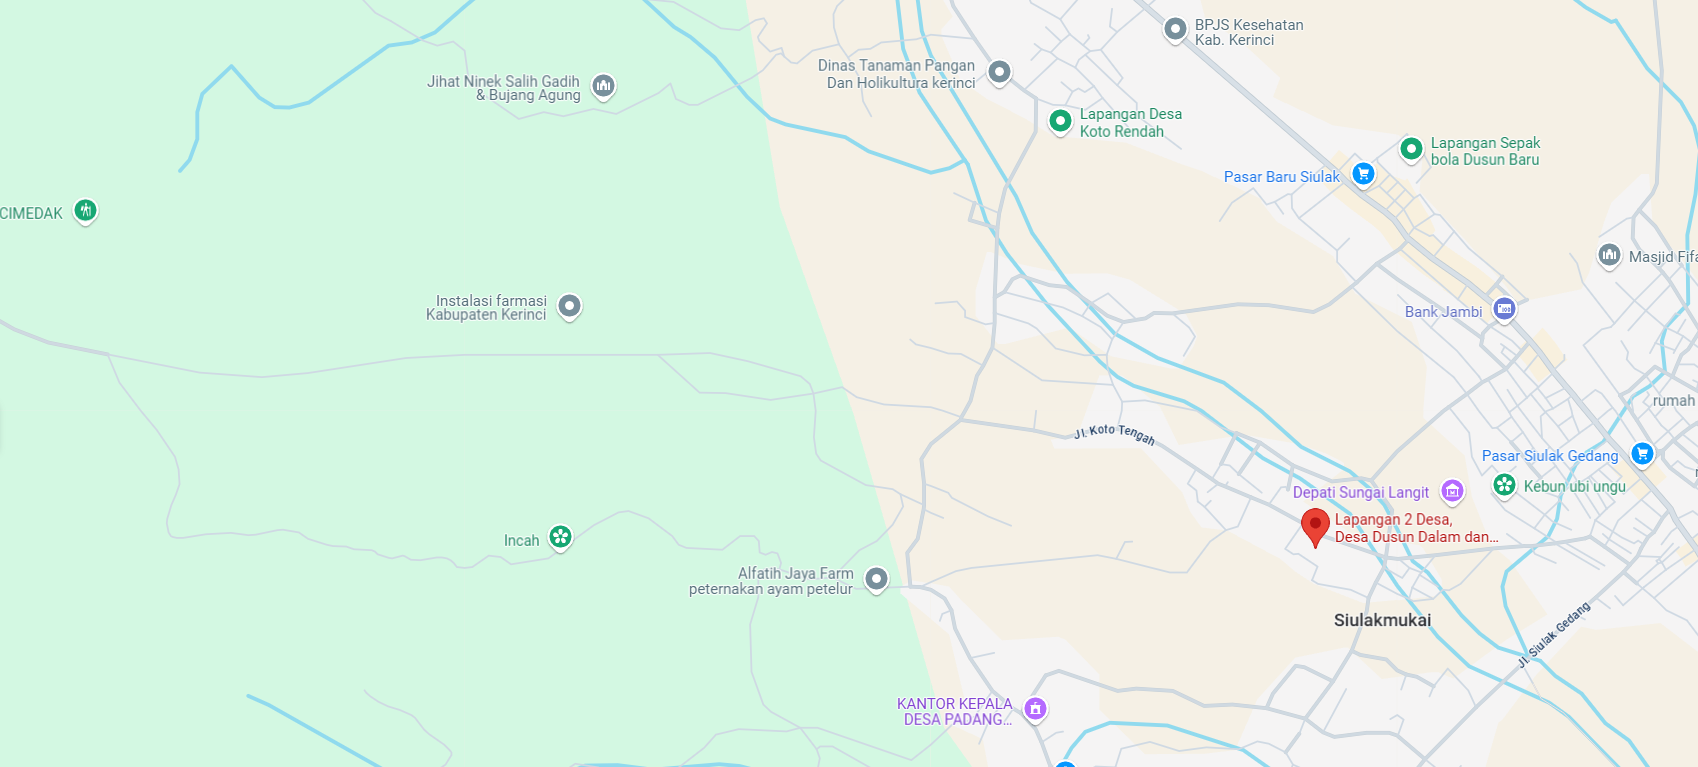 BPJS Kesehatan
Kab. Kerinci
Dinas Tanaman Pangan
Dan Holikultura kerinci
Jihat Ninek Salih Gadih
& Bujang Agung
Lapangan Desa
Koto Rendah
Lapangan Sepak
bola Dusun Baru
Pasar Baru Siulak
CIMEDAK
Masjid Fifa
Instalasi farmasi
Kabupaten Kerinci
Bank Jambi
rumah
Jl. Koto Tengah
Pasar Siulak Gedang
Depati Sungai Langit
Kebun ubi ungu
Lapangan 2 Desa,
Desa Dusun Dalam dan...
Incah
Alfatih Jaya Farm
peternakan ayam petelur
Siulakmukai
Jl. Siulak Gedang
KANTOR KEPALA
DESA PADANG...